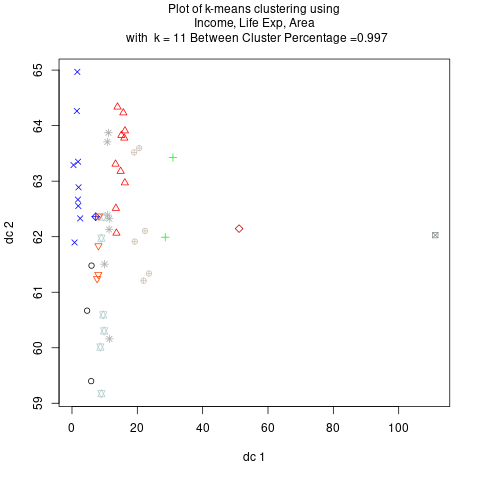 Plot of k-means clustering using
Income, Life Exp, Area
with  k = 11 Between Cluster Percentage =0.997
65
64
63
62
61
60
59
dc 2
0
20
40
60
80
100
dc 1